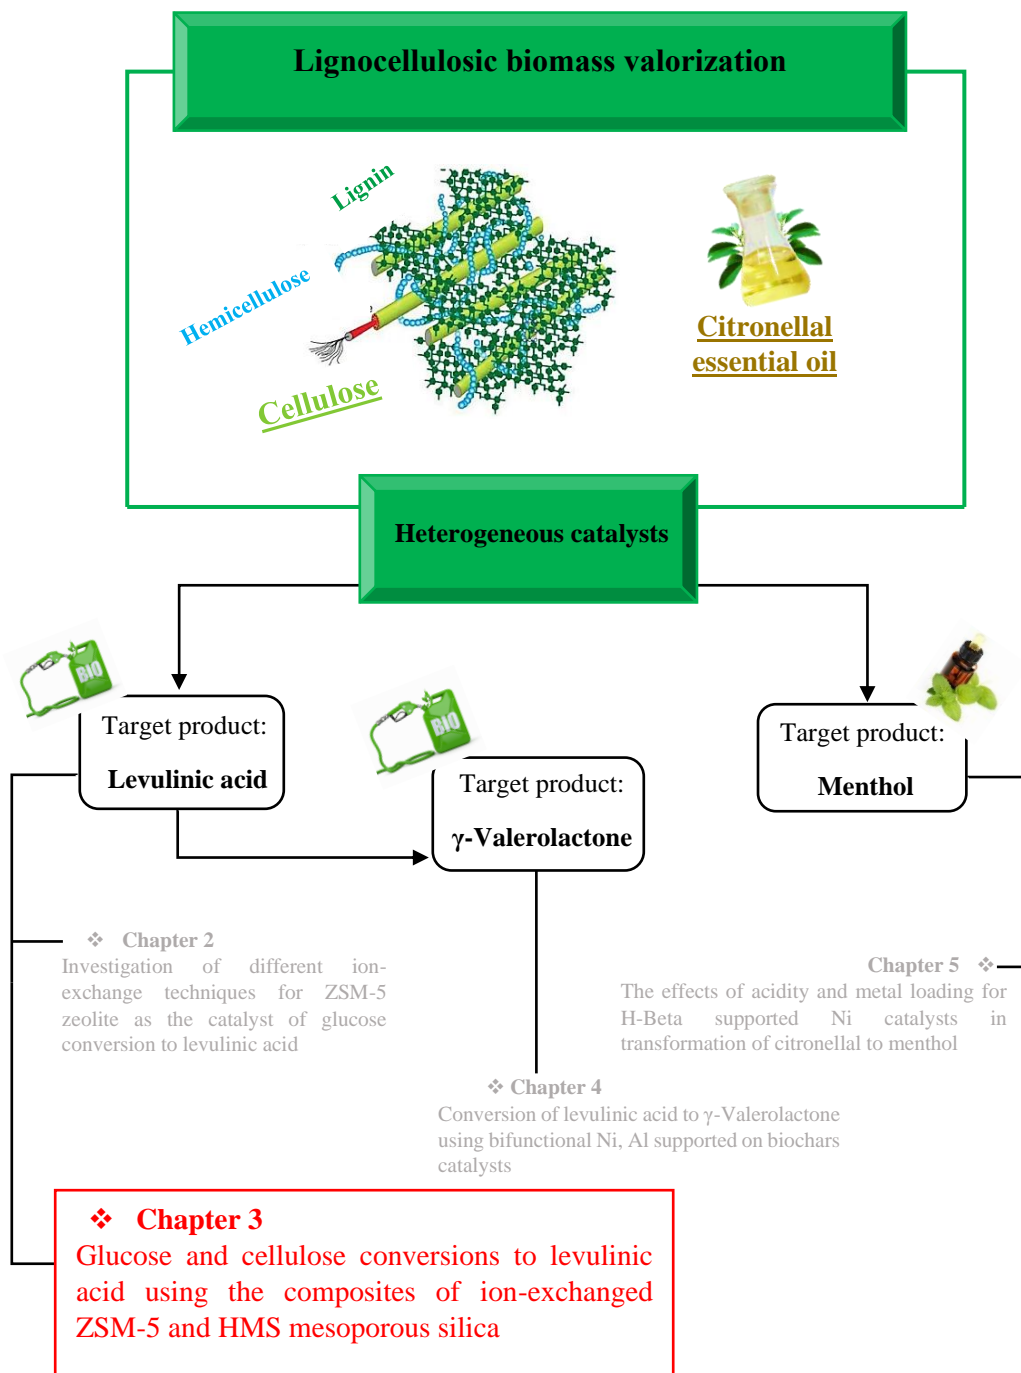 Lignocellulosic biomass valorization
Lignin
Hemicellulose
Cellulose
Citronellal
essential oil
Heterogeneous catalysts
BIO
Target product:
Levulinic acid
BIO
Target product:
γ-Valerolactone
Target product:
Menthol
❖ Chapter 2
Investigation of different ion-
exchange techniques for ZSM-5
zeolite as the catalyst of glucose
conversion to levulinic acid
Chapter 5 ❖
The effects of acidity and metal loading for
H-Beta supported Ni catalysts in
transformation of citronellal to menthol
❖ Chapter 4
Conversion of levulinic acid to γ-Valerolactone
using bifunctional Ni, Al supported on biochars
catalysts
❖ Chapter 3
Glucose and cellulose conversions to levulinic
acid using the composites of ion-exchanged
ZSM-5 and HMS mesoporous silica